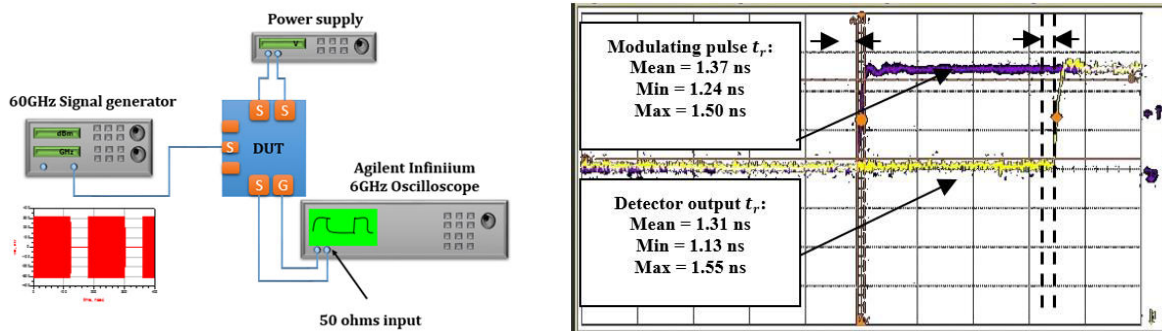 Power supply
V
60GHz Signal generator
dBm
GHz
S
S
S
DUT
S
G
Agilent Infiniium
6GHz Oscilloscope
50 ohms input
Modulating pulse t_r:
Mean = 1.37 ns
Min = 1.24 ns
Max = 1.50 ns
Detector output t_r:
Mean = 1.31 ns
Min = 1.13 ns
Max = 1.55 ns